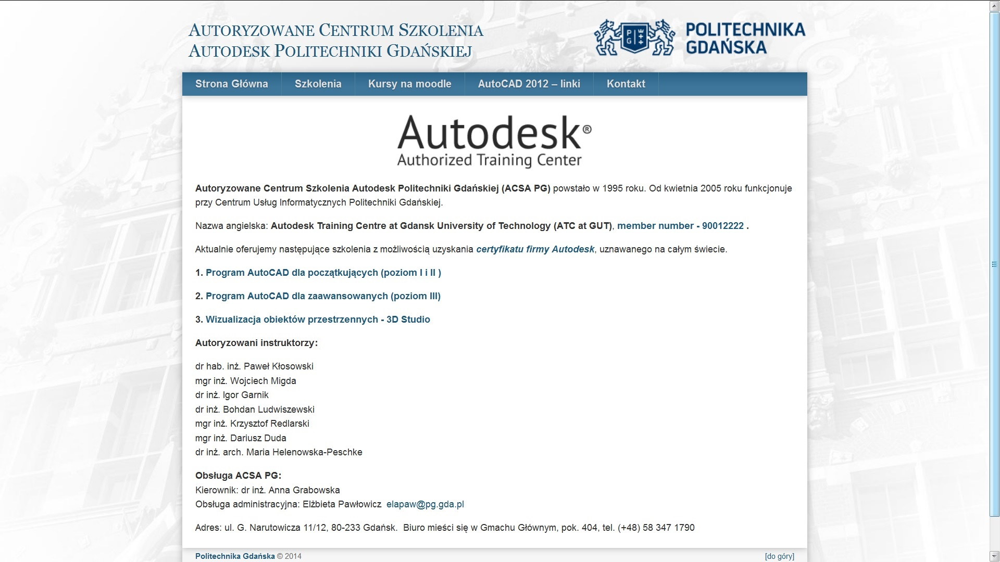 AUTORYZOWANE CENTRUM SZKOLENIA
AUTODESK POLITECHNIKI GDAŃSKIEJ
PG
POLITECHNIKA
GDAŃSKA
Strona Główna
Szkolenia
Kursy na moodle
AutoCAD 2012 – linki
Kontakt
Autodesk®
Authorized Training Center
Autoryzowane Centrum Szkolenia Autodesk Politechniki Gdańskiej (ACSA PG) powstało w 1995 roku. Od kwietnia 2005 roku funkcjonuje
przy Centrum Usług Informatycznych Politechniki Gdańskiej.
Nazwa angielska: Autodesk Training Centre at Gdansk University of Technology (ATC at GUT), member number - 90012222 .
Aktualnie oferujemy następujące szkolenia z możliwością uzyskania certyfikatu firmy Autodesk, uznawanego na całym świecie.
1. Program AutoCAD dla początkujących (poziom I i II )
2. Program AutoCAD dla zaawansowanych (poziom III)
3. Wizualizacja obiektów przestrzennych - 3D Studio
Autoryzowani instruktorzy:
dr hab. inż. Paweł Kłosowski
mgr inż. Wojciech Migda
dr inż. Igor Garnik
dr inż. Bohdan Ludwiszewski
mgr inż. Krzysztof Redlarski
mgr inż. Dariusz Duda
dr inż. arch. Maria Helenowska-Peschke
Obsługa ACSA PG:
Kierownik: dr inż. Anna Grabowska
Obsługa administracyjna: Elżbieta Pawłowicz elapaw@pg.gda.pl
Adres: ul. G. Narutowicza 11/12, 80-233 Gdańsk. Biuro mieści się w Gmachu Głównym, pok. 404, tel. (+48) 58 347 1790
Politechnika Gdańska © 2014
[do góry]